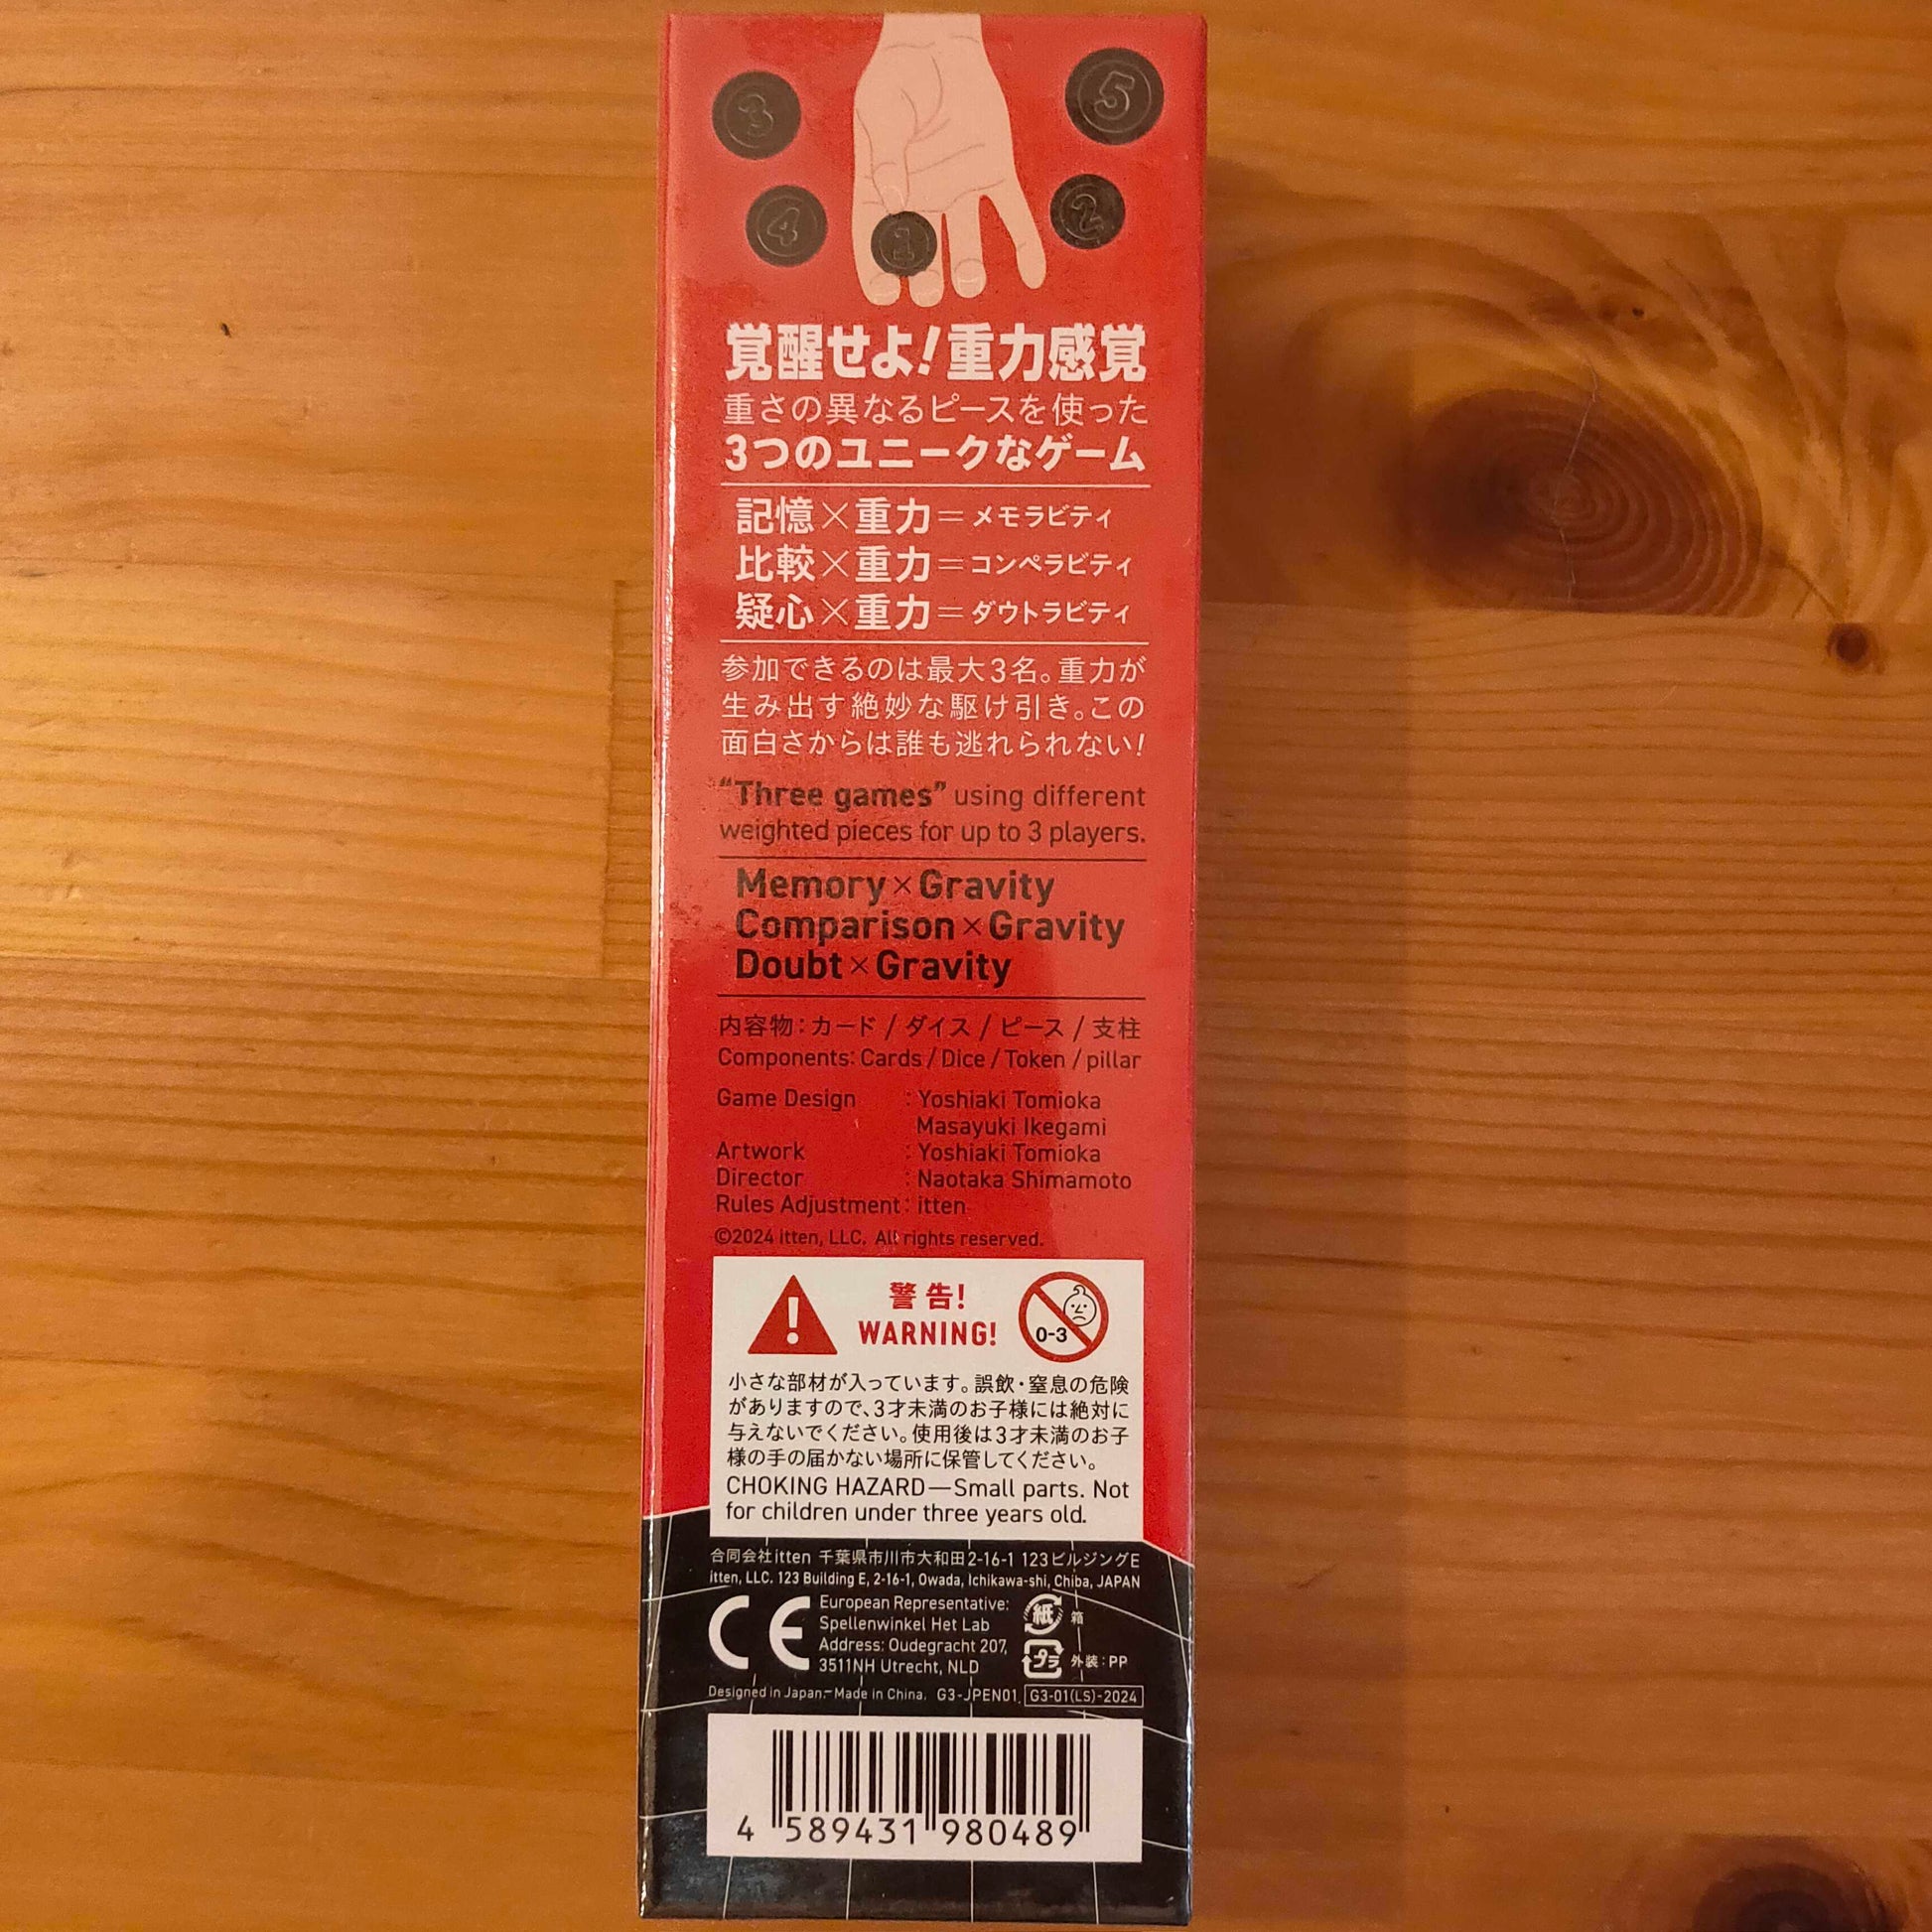 3
5
4
1
2
覚醒せよ!重力感覚
重さの異なるピースを使った
3つのユニークなゲーム
記憶×重力=メモラビティ
比較×重力=コンペラビティ
疑心×重力=ダウトラビティ
参加できるのは最大3名。重力が
生み出す絶妙な駆け引き。この
面白さからは誰も逃れられない!
“Three games” using different
weighted pieces for up to 3 players.
Memory×Gravity
Comparison×Gravity
Doubt×Gravity
内容物:カード / ダイス / ピース / 支柱
Components: Cards / Dice / Token / pillar
Game Design : Yoshiaki Tomioka
Masayuki Ikegami
Artwork : Yoshiaki Tomioka
Director : Naotaka Shimamoto
Rules Adjustment : itten
©2024 itten, LLC. All rights reserved.
警告!
WARNING!
0-3
小さな部材が入っています。誤飲・窒息の危険
がありますので、3才未満のお子様には絶対に
与えないでください。使用後は3才未満のお子
様の手の届かない場所に保管してください。
CHOKING HAZARD—Small parts. Not
for children under three years old.
合同会社itten 千葉県市川市大和田2-16-1 123ビルジングE
itten, LLC. 123 Building E, 2-16-1, Owada, Ichikawa-shi, Chiba, JAPAN
CE
European Representative:
Spellenwinkel Het Lab
Address: Oudegracht 207,
3511NH Utrecht, NLD
紙 箱
プラ 外装:PP
Designed in Japan. Made in China. G3-JPEN01 G3-01(LS)-2024
4 589431 980489